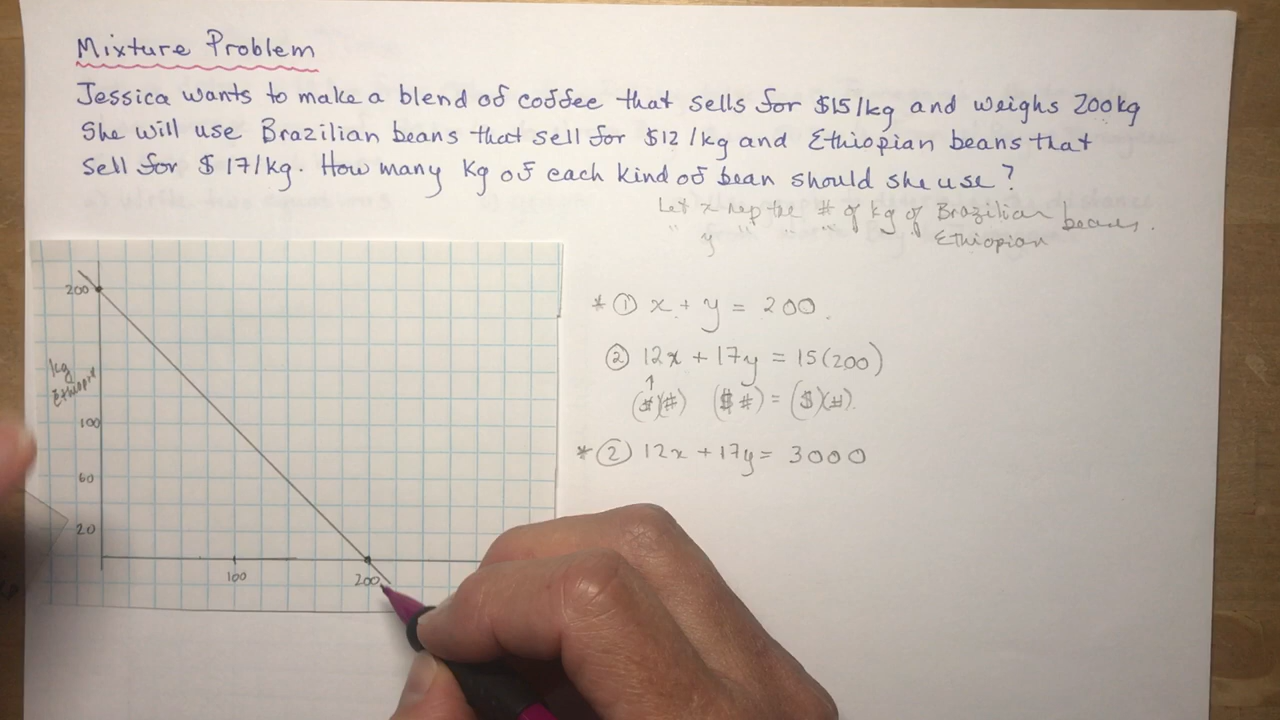 Mixture Problem
Jessica wants to make a blend of coffee that sells for $15/kg and weighs 200kg
She will use Brazilian beans that sell for $12/kg and Ethiopian beans that
sell for $17/kg. How many kg of each kind of bean should she use?
Let x rep the # of kg of Brazilian beans.
" y " " " Ethiopian
200
kg
100
60
20
100
200
* ① x + y = 200.
② 12x + 17y = 15(200)
($)(#) ($ #) = ($)(#).
* ② 12x + 17y = 3000